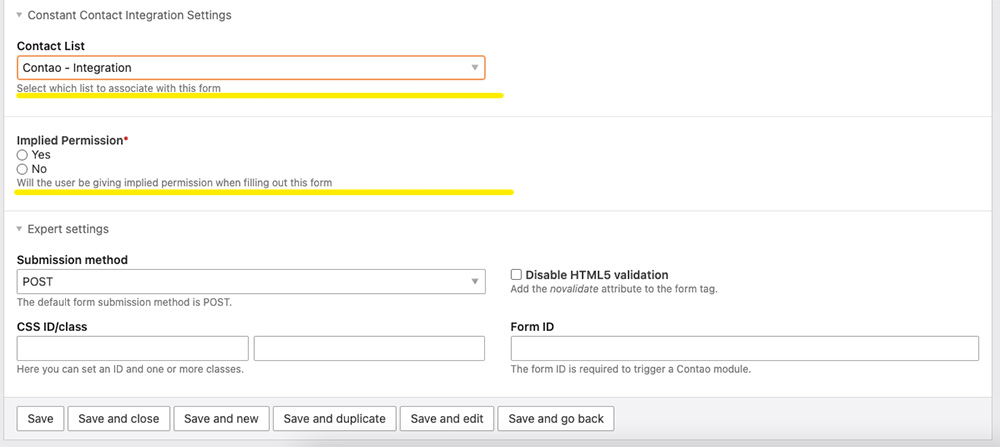 Constant Contact Integration Settings
Contact List
Contao - Integration
Select which list to associate with this form
Implied Permission*
Yes
No
Will the user be giving implied permission when filling out this form
Expert settings
Submission method
POST
The default form submission method is POST.
Disable HTML5 validation
Add the novalidate attribute to the form tag.
CSS ID/class
Here you can set an ID and one or more classes.
Form ID
The form ID is required to trigger a Contao module.
Save Save and close Save and new Save and duplicate Save and edit Save and go back